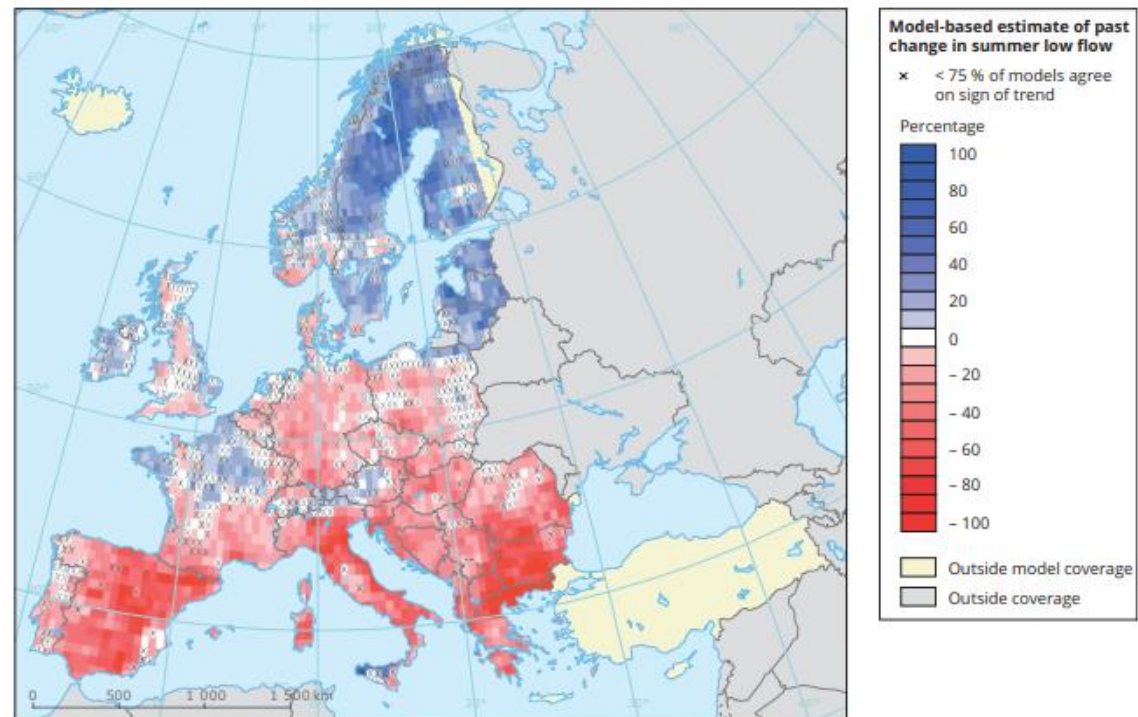 Model-based estimate of past
change in summer low flow
× < 75 % of models agree
on sign of trend
Percentage
100
80
60
40
20
0
– 20
– 40
– 60
– 80
– 100
Outside model coverage
Outside coverage
0 500 1 000 1 500 km